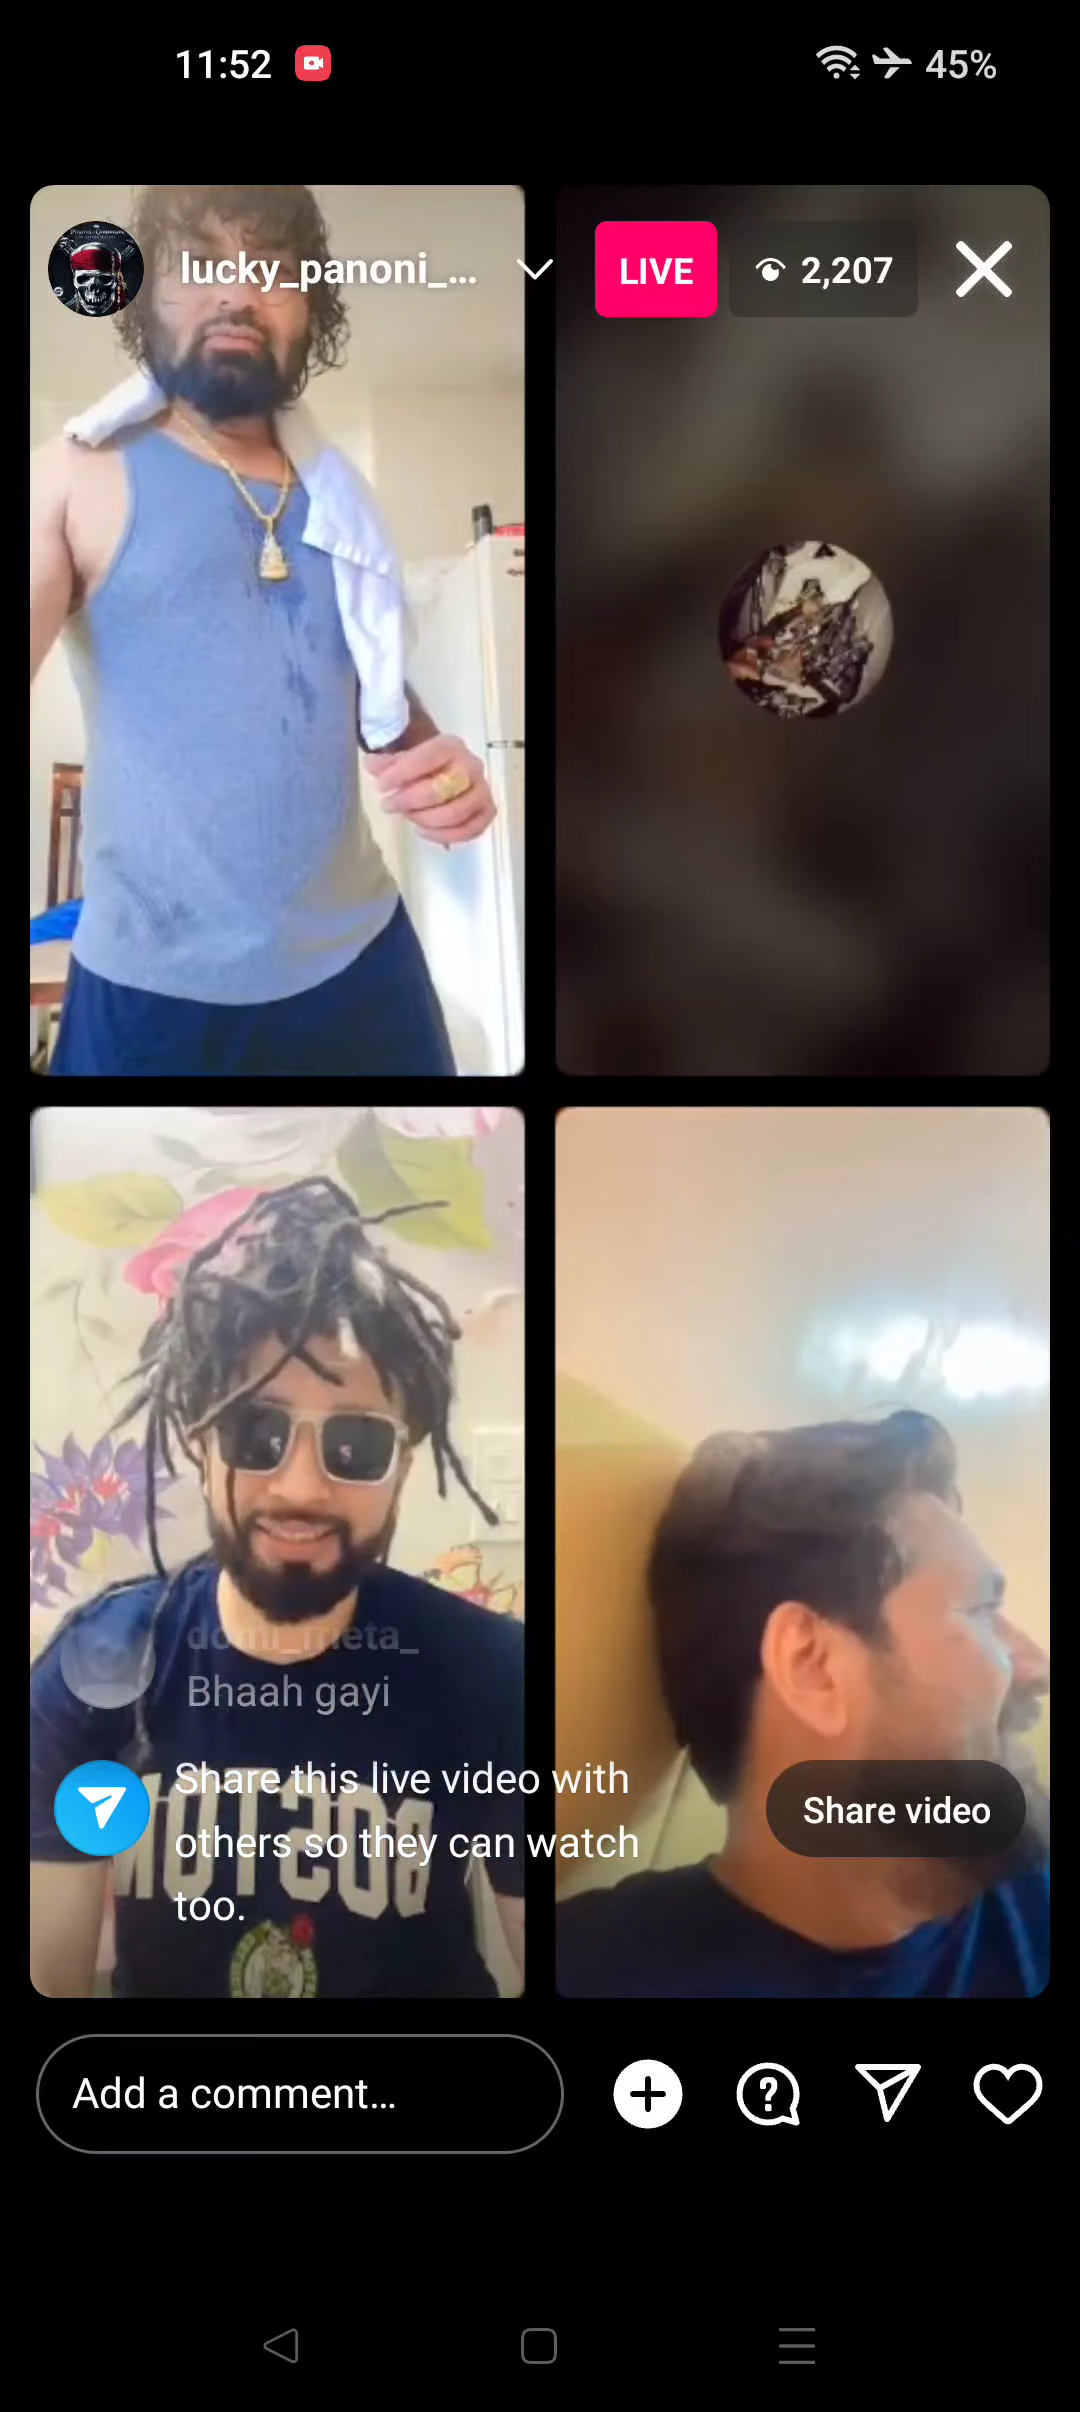 11:52
45%
lucky_panoni_...
LIVE
2,207
Bhaah gayi
Share this live video with
others so they can watch
too.
Share video
BOSTON
Add a comment...